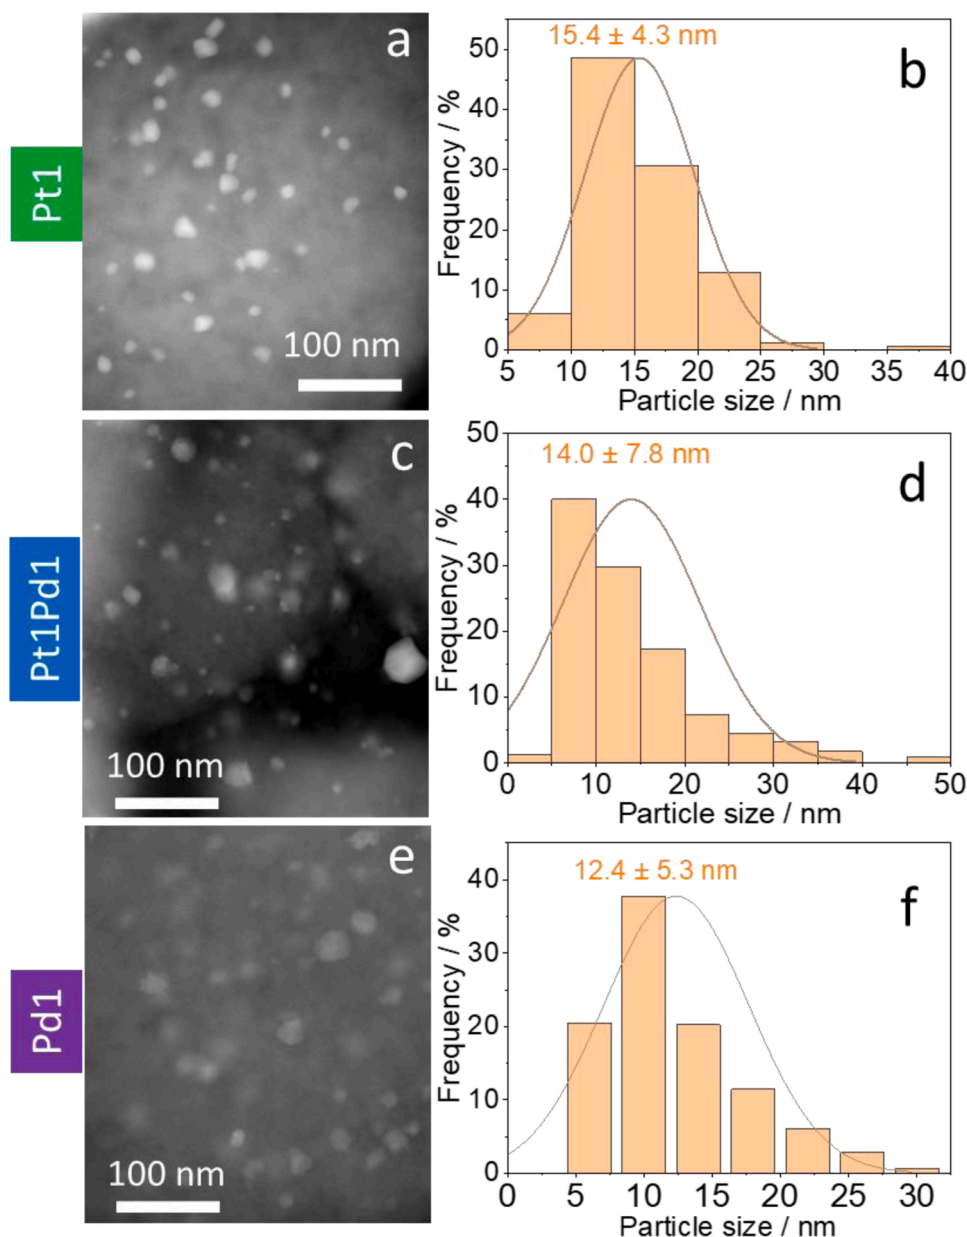 Pt1
a
100 nm
15.4 ± 4.3 nm
b
Frequency / %
50
40
30
20
10
0
5 10 15 20 25 30 35 40
Particle size / nm
Pt1Pd1
c
100 nm
14.0 ± 7.8 nm
d
Frequency / %
50
40
30
20
10
0
0 10 20 30 40 50
Particle size / nm
Pd1
e
100 nm
12.4 ± 5.3 nm
f
Frequency / %
40
30
20
10
0
0 5 10 15 20 25 30
Particle size / nm